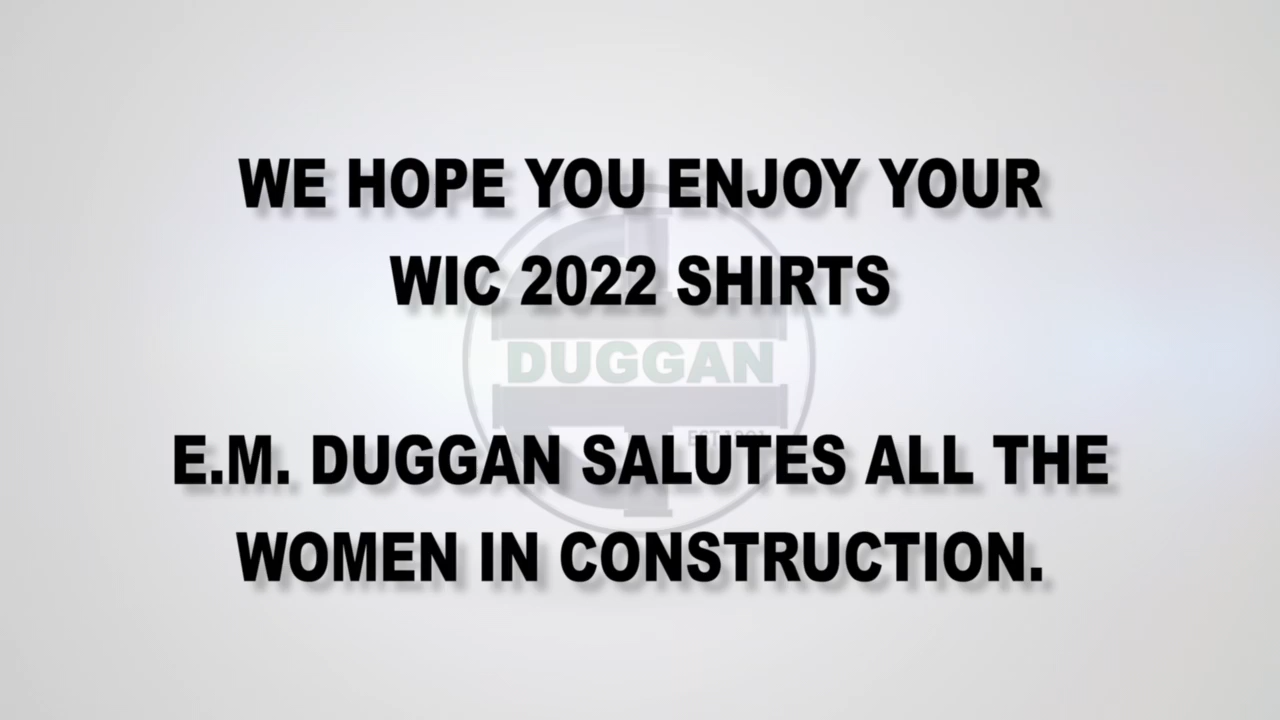 WE HOPE YOU ENJOY YOUR
WIC 2022 SHIRTS
DUGGAN
E.M. DUGGAN SALUTES ALL THE
WOMEN IN CONSTRUCTION.